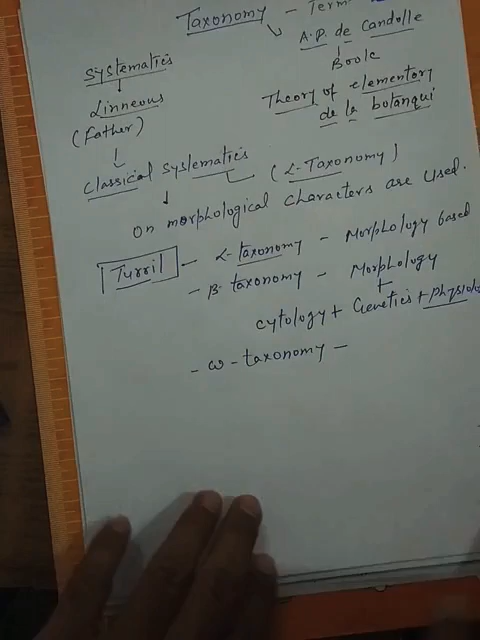 Taxonomy - Term
A.P. de Candolle
Book
Theory of elementory
de la botanqui
Systematics
Linneous
(Father)
Classical Systematics (α-Taxonomy)
on morphological characters are used.
Turril - α-taxonomy - Morphology based
- β-taxonomy - Morphology
+
cytology + Genetics + Physiolo
- ω-taxonomy -